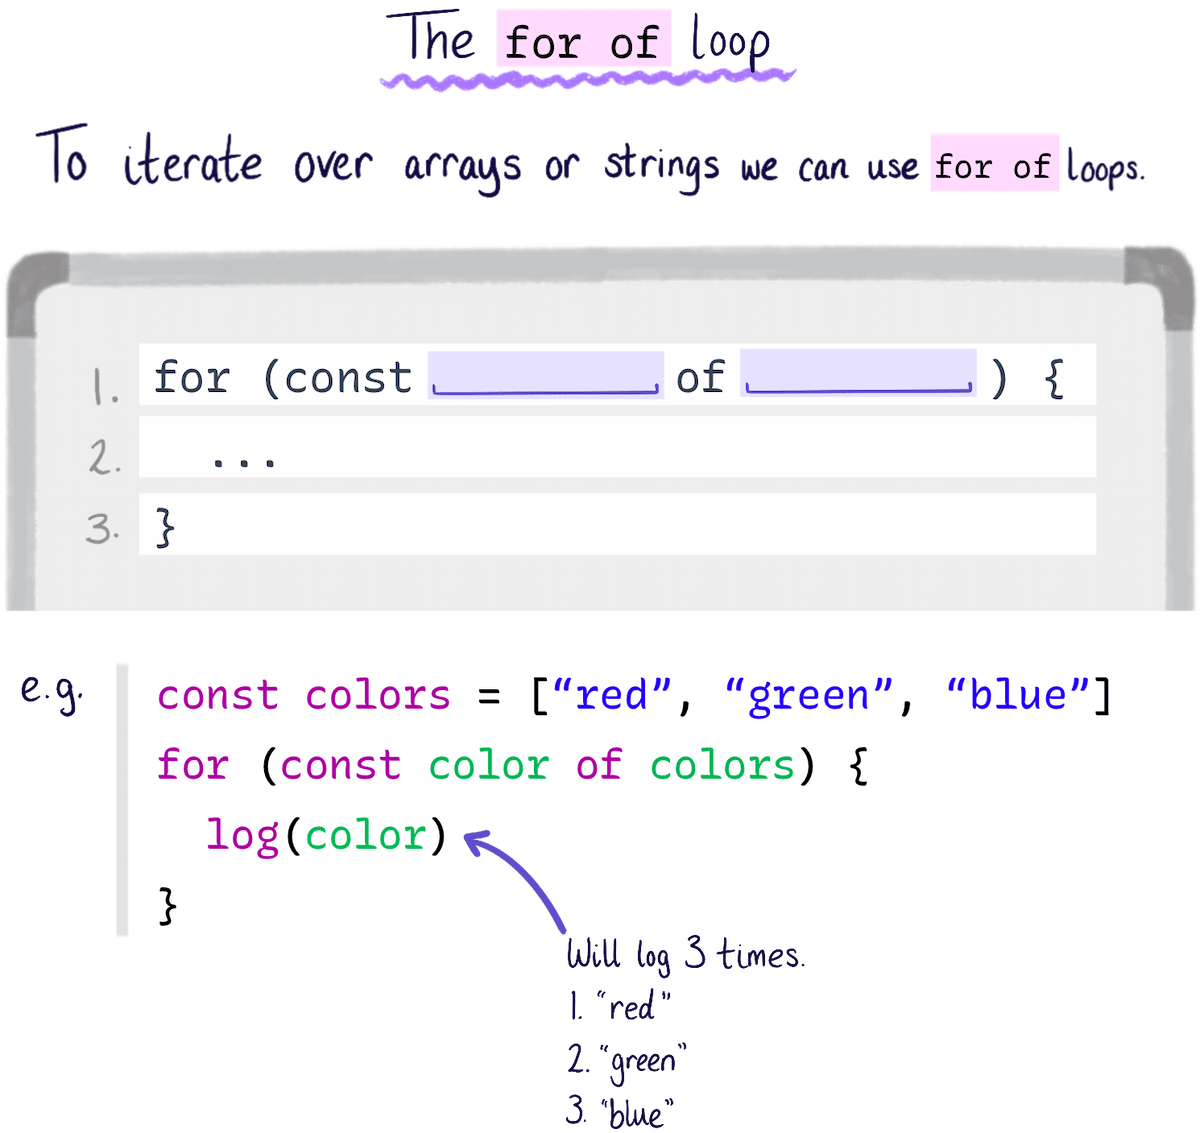 The for of loop
To iterate over arrays or strings we can use for of loops.
1. for (const ________ of ________ ) {
2. ...
3. }
e.g. const colors = [“red”, “green”, “blue”]
for (const color of colors) {
log(color)
}
Will log 3 times.
1. “red”
2. “green”
3. “blue”